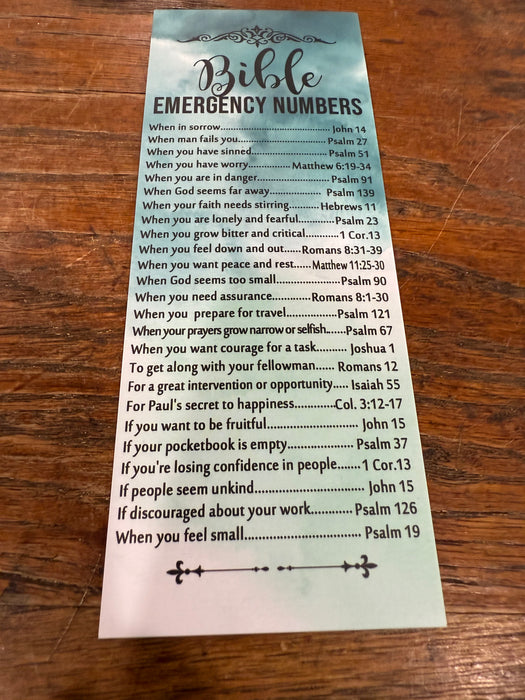 Bible
EMERGENCY NUMBERS
When in sorrow.................................... John 14
When man fails you.............................Psalm 27
When you have sinned..........................Psalm 51
When you have worry..............Matthew 6:19-34
When you are in danger........................Psalm 91
When God seems far away................. Psalm 139
When your faith needs stirring..........Hebrews 11
When you are lonely and fearful...........Psalm 23
When you grow bitter and critical...........1 Cor.13
When you feel down and out......Romans 8:31-39
When you want peace and rest......Matthew 11:25-30
When God seems too small....................Psalm 90
When you need assurance.............Romans 8:1-30
When you prepare for travel.................Psalm 121
When your prayers grow narrow or selfish......Psalm 67
When you want courage for a task.......... Joshua 1
To get along with your fellowman...... Romans 12
For a great intervention or opportunity..... Isaiah 55
For Paul's secret to happiness............Col. 3:12-17
If you want to be fruitful........................... John 15
If your pocketbook is empty................. Psalm 37
If you're losing confidence in people.......1 Cor.13
If people seem unkind............................. John 15
If discouraged about your work............ Psalm 126
When you feel small.................................. Psalm 19